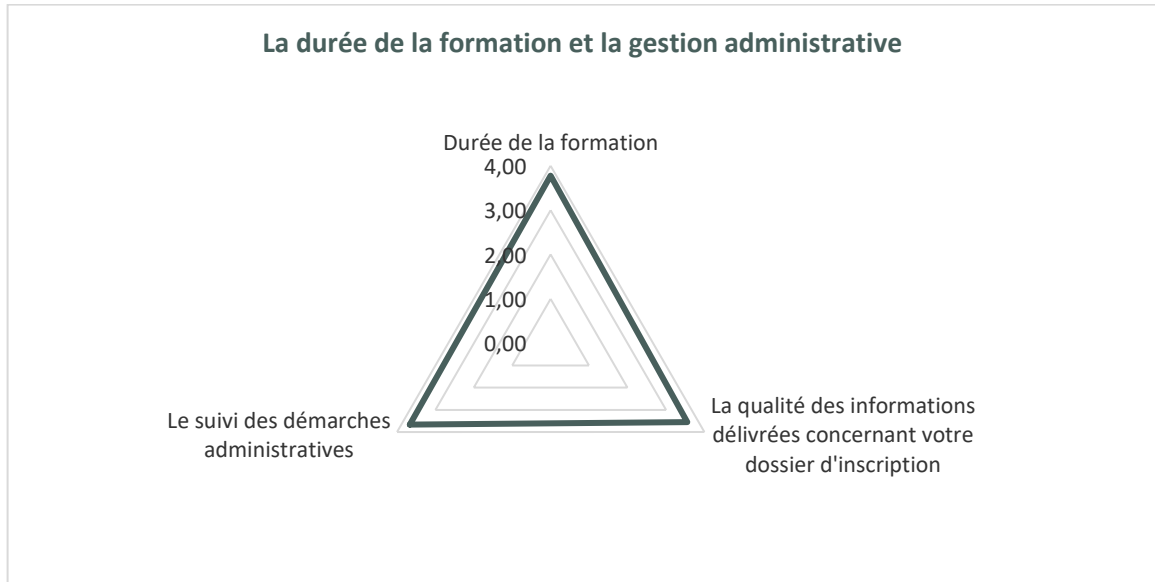 La durée de la formation et la gestion administrative
Durée de la formation
4,00
3,00
2,00
1,00
0,00
Le suivi des démarches
administratives
La qualité des informations
délivrées concernant votre
dossier d'inscription